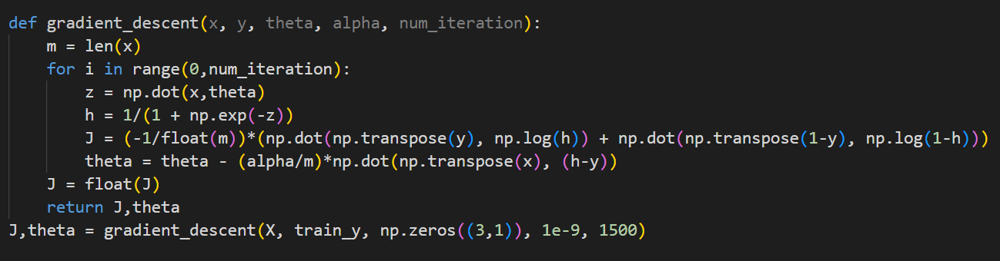 def gradient_descent(x, y, theta, alpha, num_iteration):
    m = len(x)
    for i in range(0,num_iteration):
        z = np.dot(x,theta)
        h = 1/(1 + np.exp(-z))
        J = (-1/float(m))*(np.dot(np.transpose(y), np.log(h)) + np.dot(np.transpose(1-y), np.log(1-h)))
        theta = theta - (alpha/m)*np.dot(np.transpose(x), (h-y))
    J = float(J)
    return J,theta
J,theta = gradient_descent(X, train_y, np.zeros((3,1)), 1e-9, 1500)